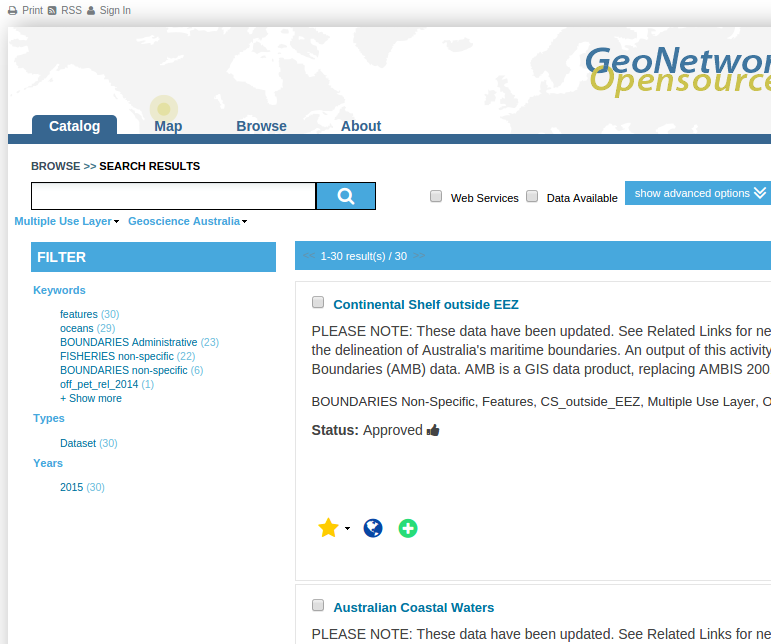 Print RSS Sign In
GeoNetwor
Opensource
Catalog Map Browse About
BROWSE >> SEARCH RESULTS
Web Services Data Available show advanced options
Multiple Use Layer Geoscience Australia
FILTER
<< 1-30 result(s) / 30 >>
Keywords
features (30)
oceans (29)
BOUNDARIES Administrative (23)
FISHERIES non-specific (22)
BOUNDARIES non-specific (6)
off_pet_rel_2014 (1)
+ Show more
Types
Dataset (30)
Years
2015 (30)
Continental Shelf outside EEZ
PLEASE NOTE: These data have been updated. See Related Links for ne
the delineation of Australia's maritime boundaries. An output of this activity
Boundaries (AMB) data. AMB is a GIS data product, replacing AMBIS 200
BOUNDARIES Non-Specific, Features, CS_outside_EEZ, Multiple Use Layer, O
Status: Approved
Australian Coastal Waters
PLEASE NOTE: These data have been updated. See Related Links for ne